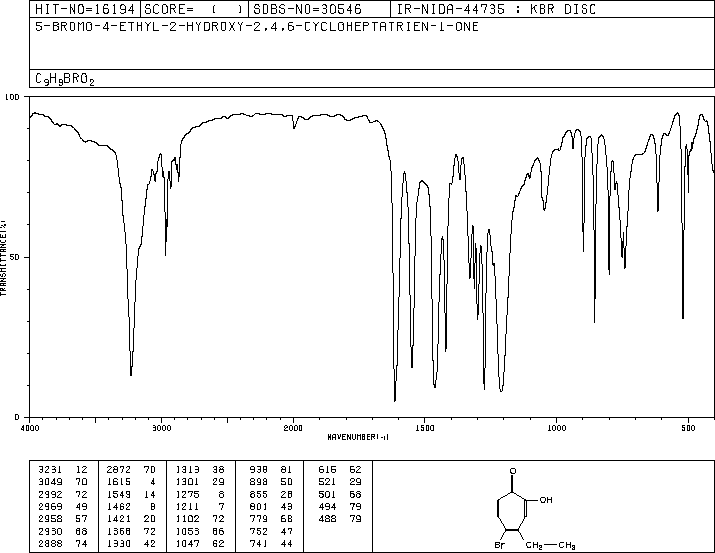 HIT-NO=16194 SCORE= ( ) SDBS-NO=30546 IR-NIDA-44735 : KBR DISC
5-BROMO-4-ETHYL-2-HYDROXY-2,4,6-CYCLOHEPTATRIEN-1-ONE
C9H9BRO2
100
50
0
TRANSMITTANCE(%)
4000 3000 2000 1500 1000 500
WAVENUMBER(-1)
3231 12 2872 70 1313 38 938 81 616 62
3049 70 1615 4 1301 29 898 50 521 29
2992 72 1549 14 1275 8 855 28 501 68
2969 49 1462 8 1211 7 801 43 494 79
2958 57 1421 20 1102 72 779 68 488 79
2930 68 1368 72 1053 66 752 47
2888 74 1330 42 1047 62 741 44
O
OH
Br CH2 CH3